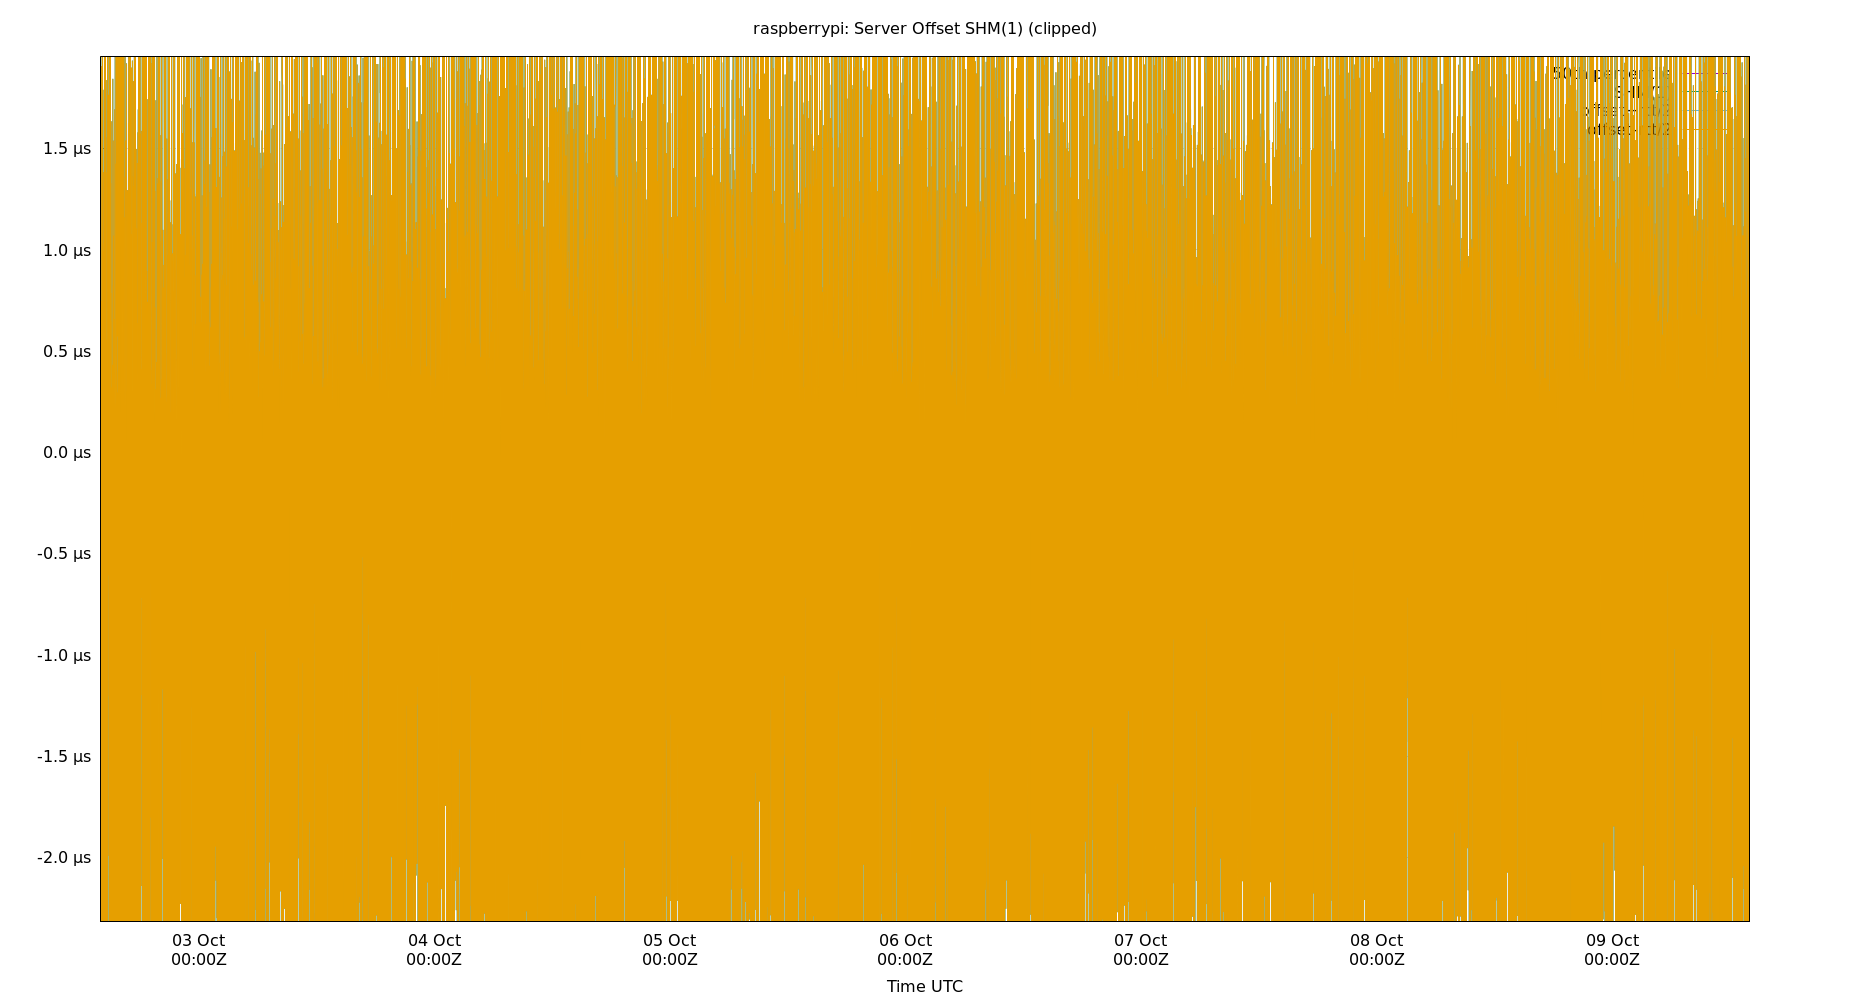 raspberrypi: Server Offset SHM(1) (clipped)
1.5 µs
1.0 µs
0.5 µs
0.0 µs
-0.5 µs
-1.0 µs
-1.5 µs
-2.0 µs
03 Oct 04 Oct 05 Oct 06 Oct 07 Oct 08 Oct 09 Oct
00:00Z 00:00Z 00:00Z 00:00Z 00:00Z 00:00Z 00:00Z
Time UTC